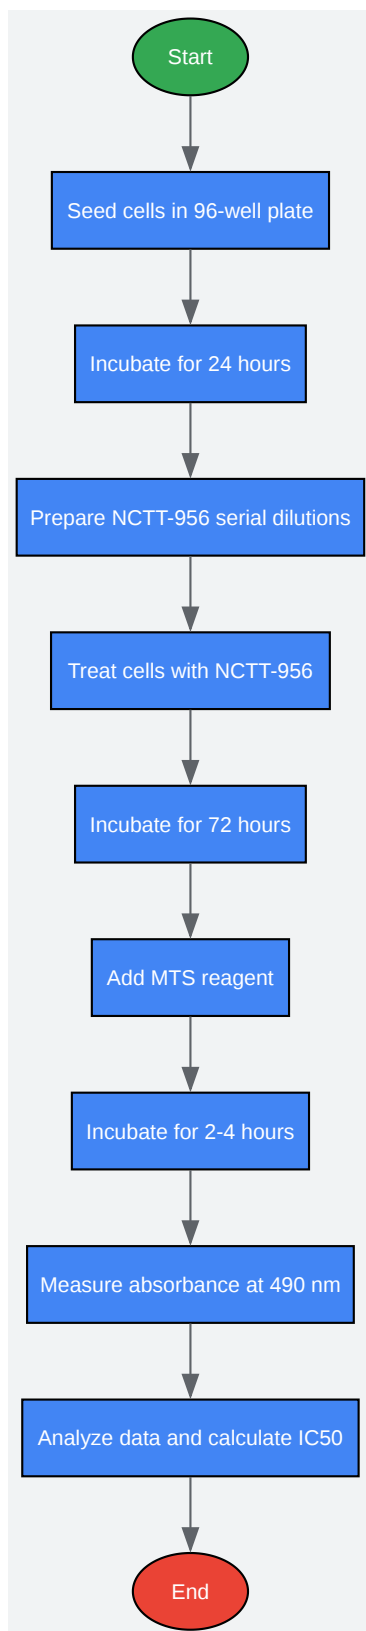 Start
Seed cells in 96-well plate
Incubate for 24 hours
Prepare NCTT-956 serial dilutions
Treat cells with NCTT-956
Incubate for 72 hours
Add MTS reagent
Incubate for 2-4 hours
Measure absorbance at 490 nm
Analyze data and calculate IC50
End